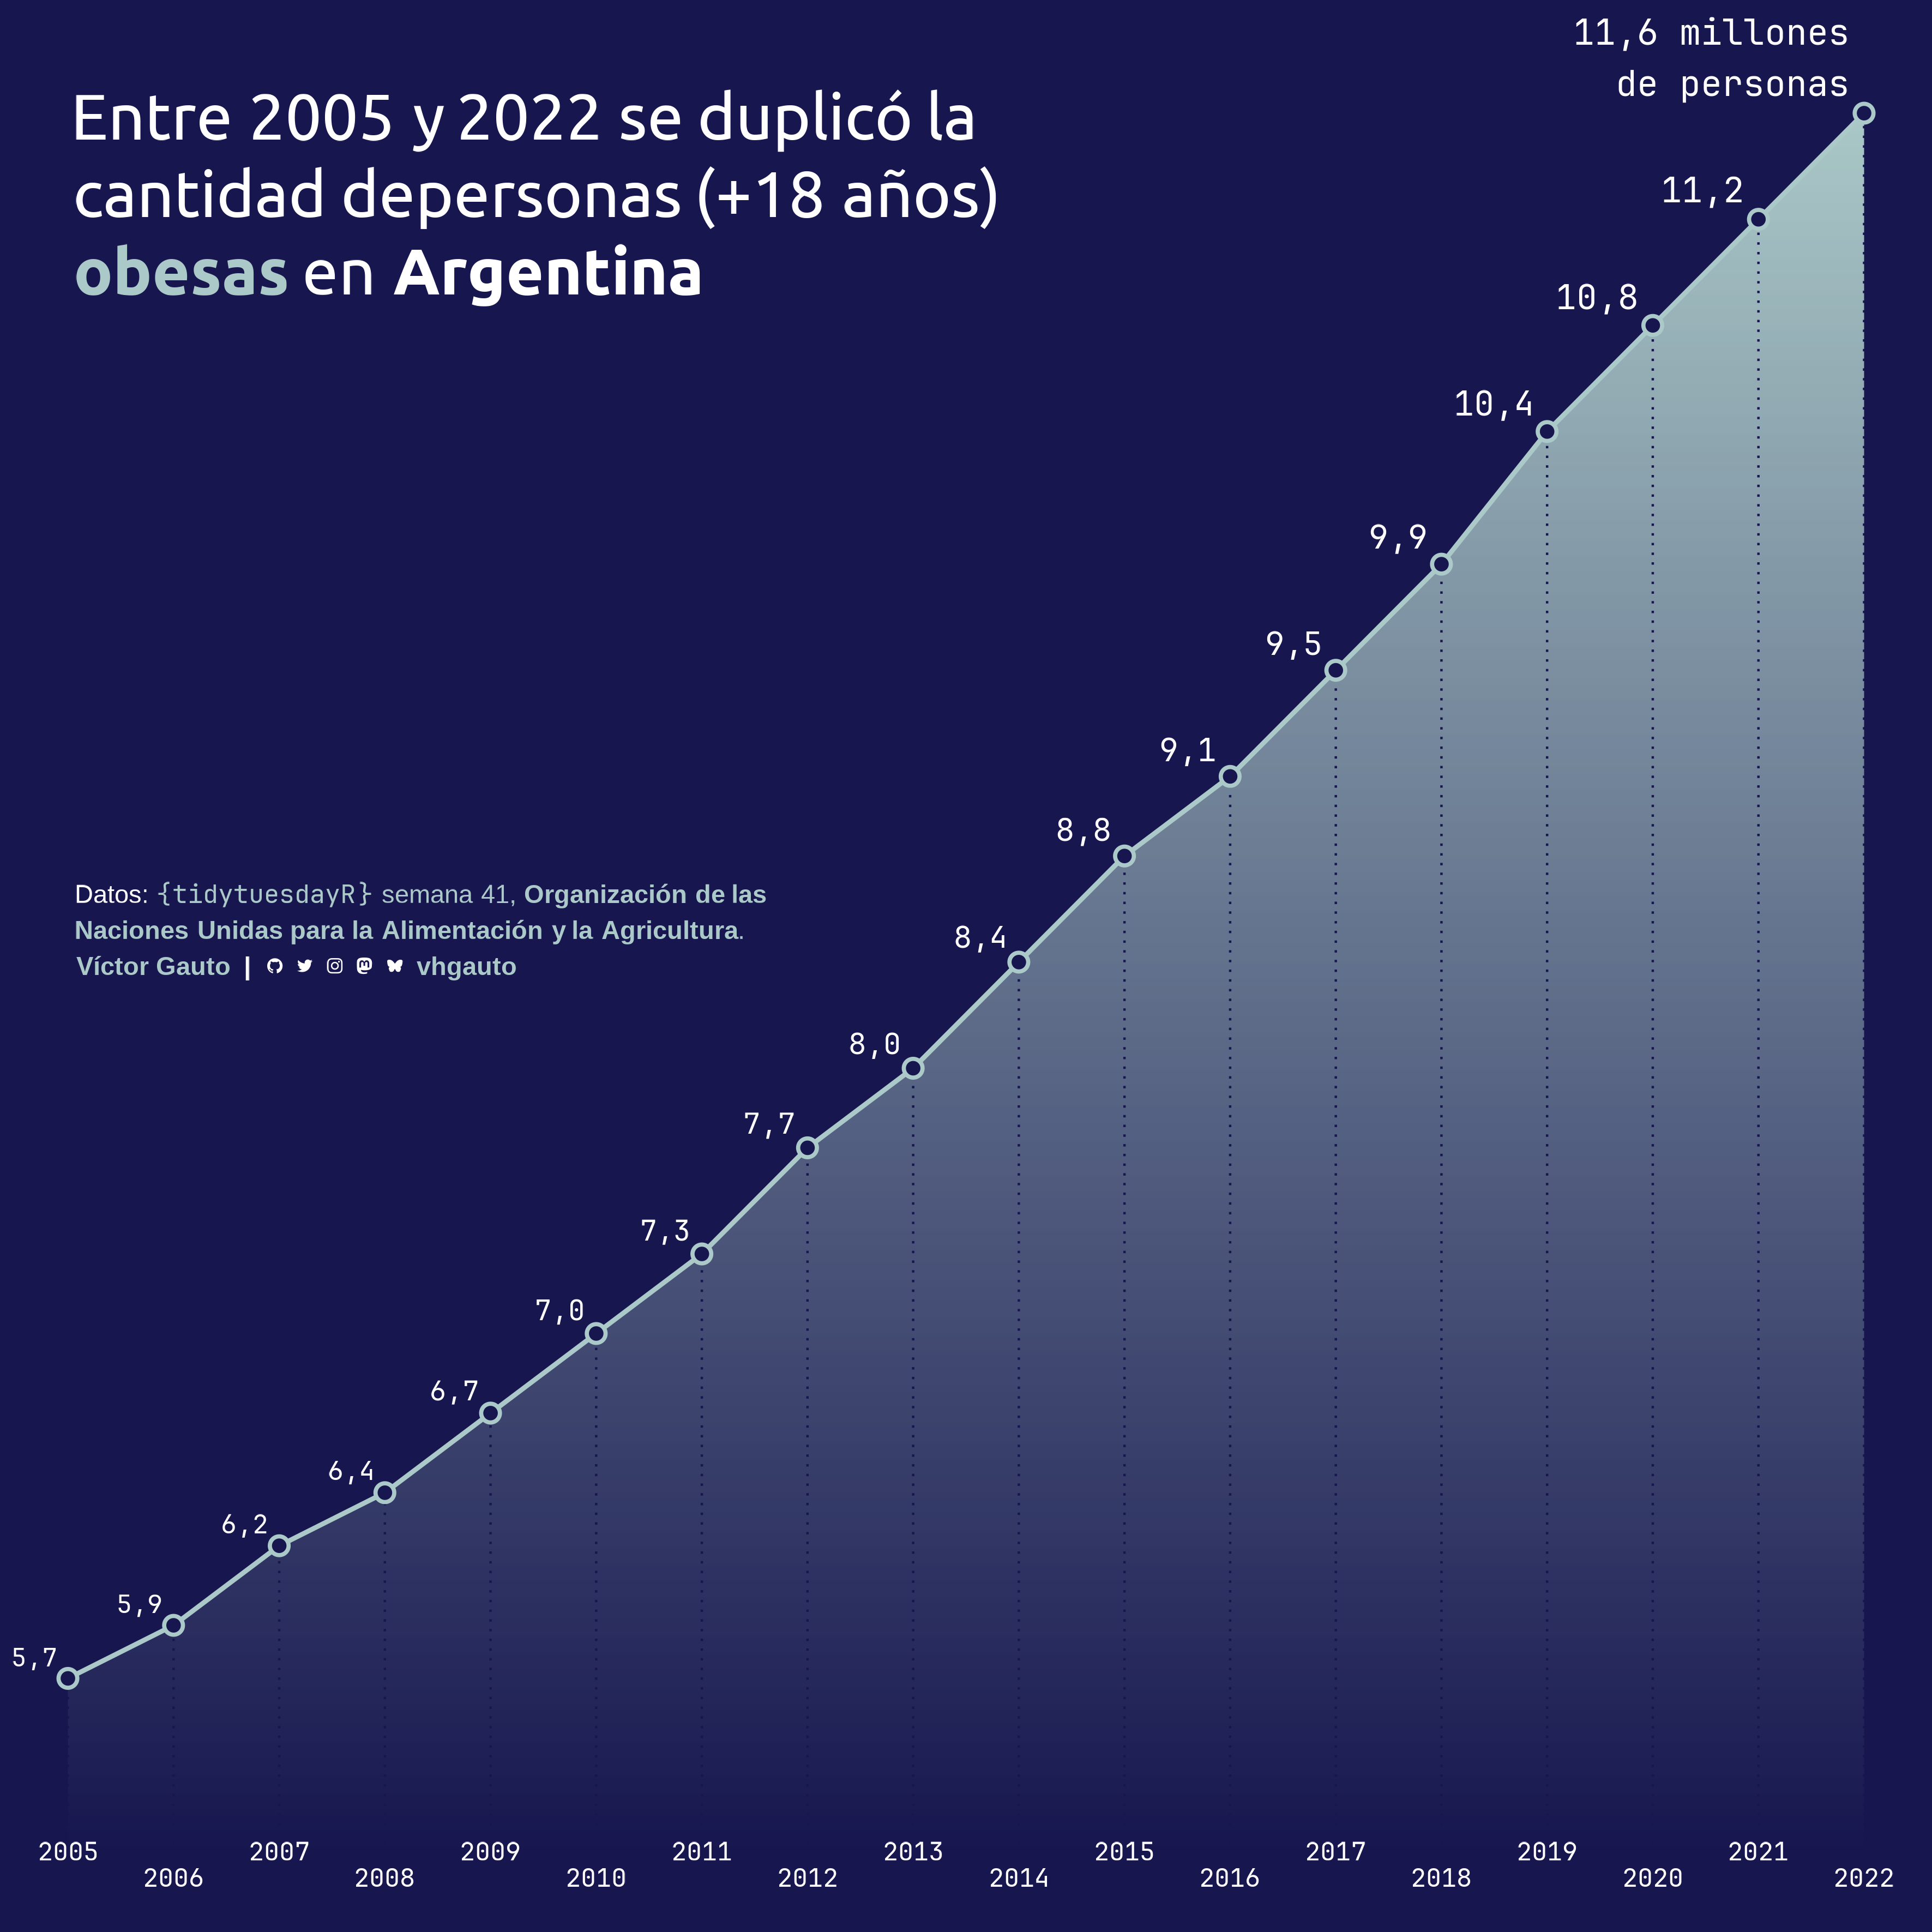 11,6 millones
de personas
Entre 2005 y 2022 se duplicó la
cantidad depersonas (+18 años)
obesas en Argentina
11,2
10,8
10,4
9,9
9,5
9,1
8,8
8,4
Datos: {tidytuesdayR} semana 41, Organización de las
Naciones Unidas para la Alimentación y la Agricultura.
Víctor Gauto | vhgauto
8,0
7,7
7,3
7,0
6,7
6,4
6,2
5,9
5,7
2005 2007 2009 2011 2013 2015 2017 2019 2021
2006 2008 2010 2012 2014 2016 2018 2020 2022